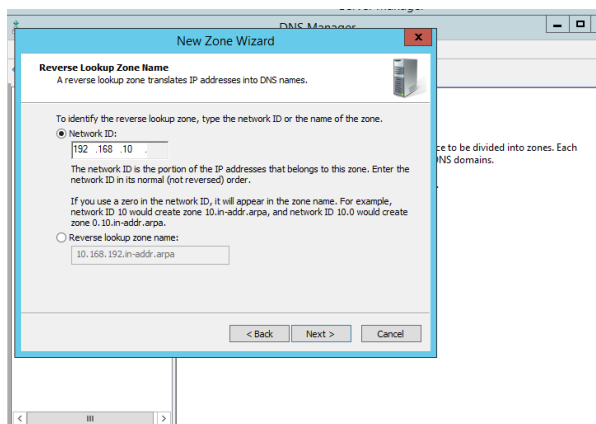 DNS Manager
New Zone Wizard
x
Reverse Lookup Zone Name
A reverse lookup zone translates IP addresses into DNS names.
To identify the reverse lookup zone, type the network ID or the name of the zone.
Network ID:
192 .168 .10 .
The network ID is the portion of the IP addresses that belongs to this zone. Enter the
network ID in its normal (not reversed) order.
If you use a zero in the network ID, it will appear in the zone name. For example,
network ID 10 would create zone 10.in-addr.arpa, and network ID 10.0 would create
zone 0.10.in-addr.arpa.
Reverse lookup zone name:
10.168.192.in-addr.arpa
< Back Next > Cancel
ce to be divided into zones. Each
DNS domains.